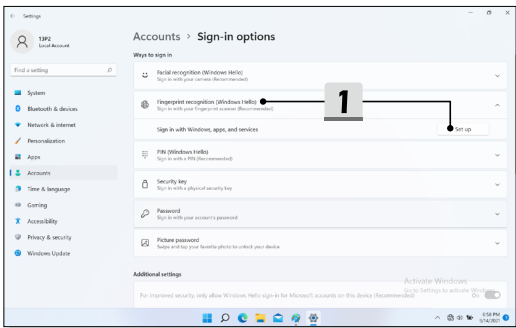 Settings
13P2
Local Account
Find a setting
System
Bluetooth & devices
Network & internet
Personalization
Apps
Accounts
Time & language
Gaming
Accessibility
Privacy & security
Windows Update
Accounts > Sign-in options
Ways to sign in
Facial recognition (Windows Hello)
Sign in with your camera (Recommended)
Fingerprint recognition (Windows Hello)
Sign in with your fingerprint scanner (Recommended)
1
Sign in with Windows, apps, and services
Set up
PIN (Windows Hello)
Sign in with a PIN (Recommended)
Security key
Sign in with a physical security key
Password
Sign in with your account's password
Picture password
Swipe and tap your favorite photo to unlock your device
Additional settings
Activate Windows
Go to Settings to activate Windows.
For improved security, only allow Windows Hello sign-in for Microsoft accounts on this device (Recommended)
On
6:58 PM
5/14/2021